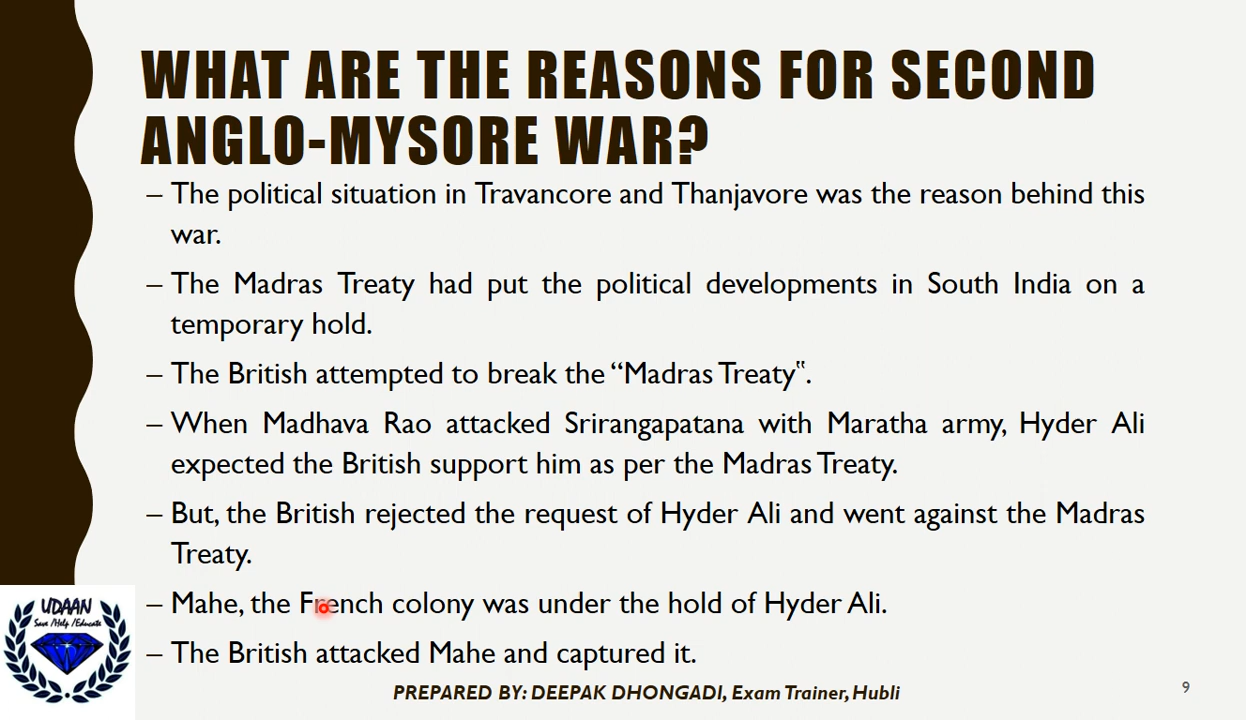 WHAT ARE THE REASONS FOR SECOND
ANGLO-MYSORE WAR?
– The political situation in Travancore and Thanjavore was the reason behind this
war.
– The Madras Treaty had put the political developments in South India on a
temporary hold.
– The British attempted to break the “Madras Treaty‟.
– When Madhava Rao attacked Srirangapatana with Maratha army, Hyder Ali
expected the British support him as per the Madras Treaty.
– But, the British rejected the request of Hyder Ali and went against the Madras
Treaty.
– Mahe, the French colony was under the hold of Hyder Ali.
– The British attacked Mahe and captured it.
UDAAN
Save /Help /Educate
PREPARED BY: DEEPAK DHONGADI, Exam Trainer, Hubli
9